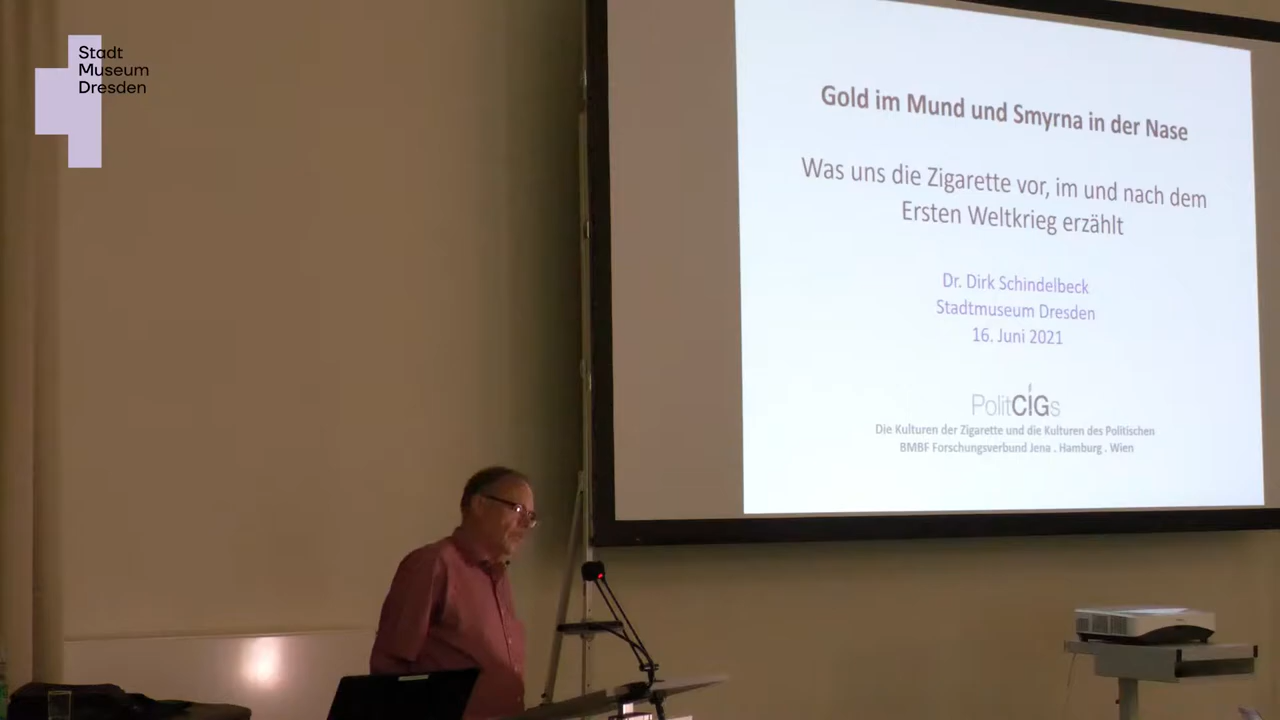 Stadt
Museum
Dresden
Gold im Mund und Smyrna in der Nase
Was uns die Zigarette vor, im und nach dem
Ersten Weltkrieg erzählt
Dr. Dirk Schindelbeck
Stadtmuseum Dresden
16. Juni 2021
PolitCIGs
Die Kulturen der Zigarette und die Kulturen des Politischen
BMBF Forschungsverbund Jena . Hamburg . Wien